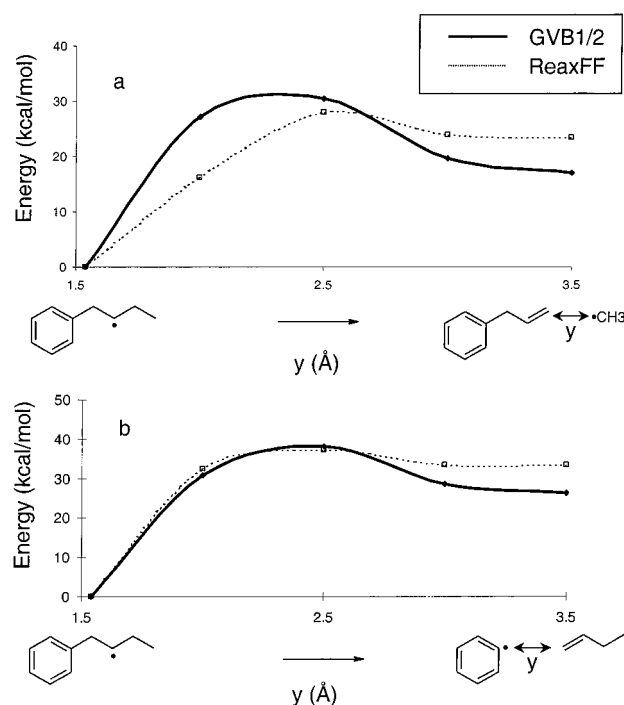 GVB1/2
ReaxFF
a
Energy (kcal/mol)
40
30
20
10
0
1.5 2.5 3.5
y
•CH3
y (Å)
b
Energy (kcal/mol)
50
40
30
20
10
0
1.5 2.5 3.5
y
y (Å)